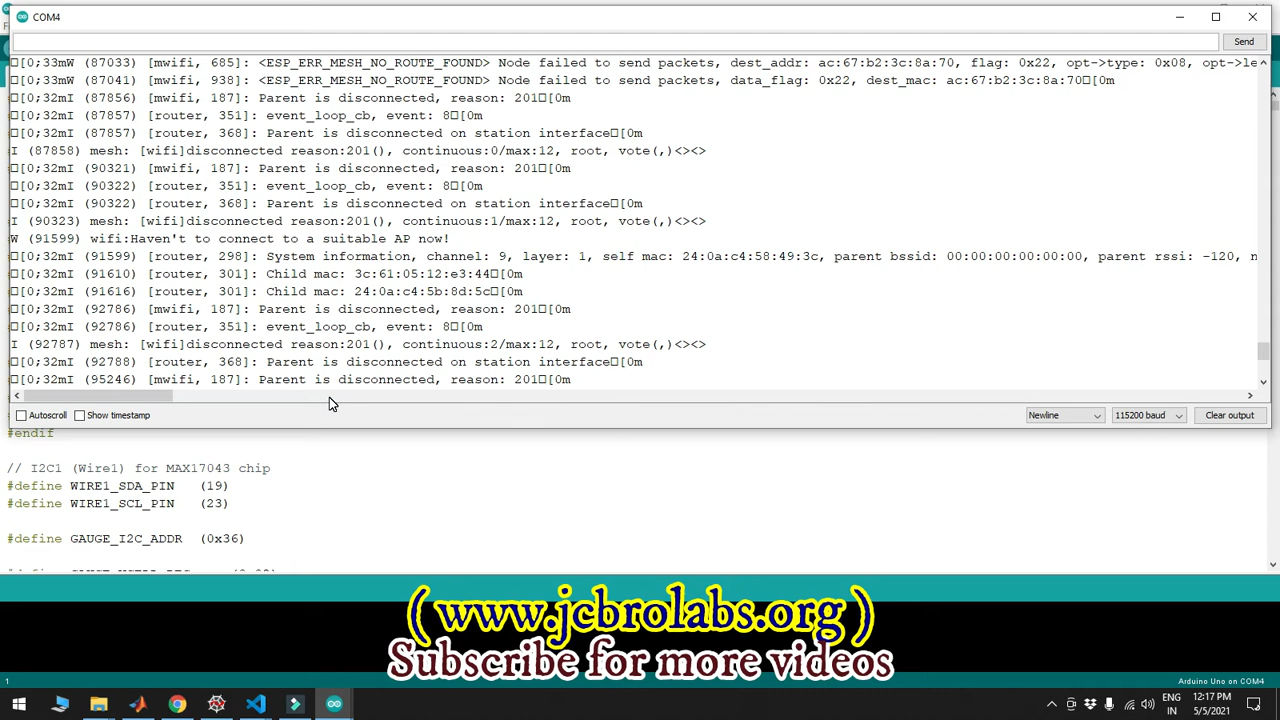 COM4
Send
□[0;33mW (87033) [mwifi, 685]: <ESP_ERR_MESH_NO_ROUTE_FOUND> Node failed to send packets, dest_addr: ac:67:b2:3c:8a:70, flag: 0x22, opt->type: 0x08, opt->le
□[0;33mW (87041) [mwifi, 938]: <ESP_ERR_MESH_NO_ROUTE_FOUND> Node failed to send packets, data_flag: 0x22, dest_mac: ac:67:b2:3c:8a:70□[0m
□[0;32mI (87856) [mwifi, 187]: Parent is disconnected, reason: 201□[0m
□[0;32mI (87857) [router, 351]: event_loop_cb, event: 8□[0m
□[0;32mI (87857) [router, 368]: Parent is disconnected on station interface□[0m
I (87858) mesh: [wifi]disconnected reason:201(), continuous:0/max:12, root, vote(,)<><>
□[0;32mI (90321) [mwifi, 187]: Parent is disconnected, reason: 201□[0m
□[0;32mI (90322) [router, 351]: event_loop_cb, event: 8□[0m
□[0;32mI (90322) [router, 368]: Parent is disconnected on station interface□[0m
I (90323) mesh: [wifi]disconnected reason:201(), continuous:1/max:12, root, vote(,)<><>
W (91599) wifi:Haven't to connect to a suitable AP now!
□[0;32mI (91599) [router, 298]: System information, channel: 9, layer: 1, self mac: 24:0a:c4:58:49:3c, parent bssid: 00:00:00:00:00:00, parent rssi: -120, n
□[0;32mI (91610) [router, 301]: Child mac: 3c:61:05:12:e3:44□[0m
□[0;32mI (91616) [router, 301]: Child mac: 24:0a:c4:5b:8d:5c□[0m
□[0;32mI (92786) [mwifi, 187]: Parent is disconnected, reason: 201□[0m
□[0;32mI (92786) [router, 351]: event_loop_cb, event: 8□[0m
I (92787) mesh: [wifi]disconnected reason:201(), continuous:2/max:12, root, vote(,)<><>
□[0;32mI (92788) [router, 368]: Parent is disconnected on station interface□[0m
□[0;32mI (95246) [mwifi, 187]: Parent is disconnected, reason: 201□[0m
Autoscroll Show timestamp Newline 115200 baud Clear output
#endif
// I2C1 (Wire1) for MAX17043 chip
#define WIRE1_SDA_PIN (19)
#define WIRE1_SCL_PIN (23)
#define GAUGE_I2C_ADDR (0x36)
( www.jcbrolabs.org )
Subscribe for more videos
1 Arduino Uno on COM4
ENG 12:17 PM
IN 5/5/2021